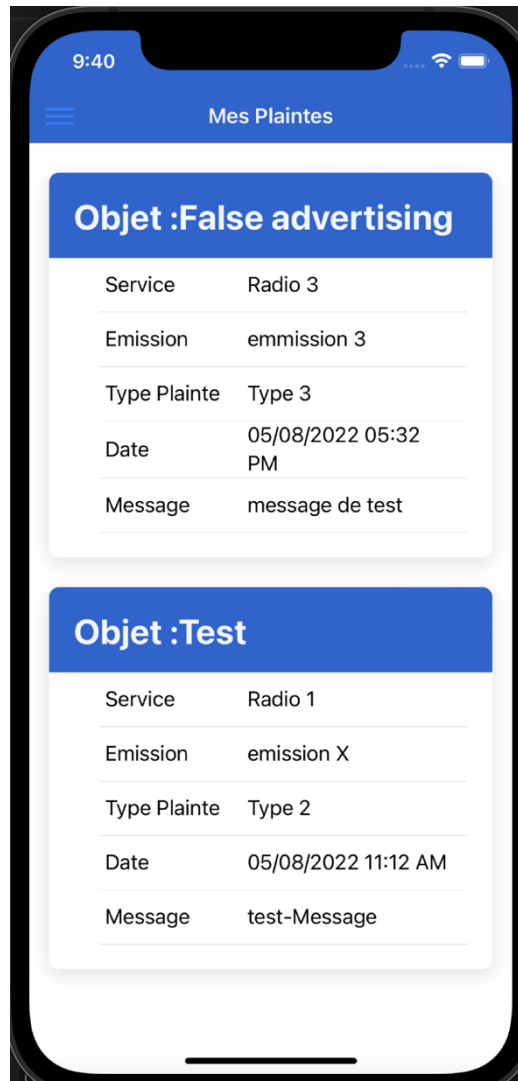 9:40
Mes Plaintes
Objet :False advertising
Service Radio 3
Emission emmission 3
Type Plainte Type 3
Date 05/08/2022 05:32
PM
Message message de test
Objet :Test
Service Radio 1
Emission emission X
Type Plainte Type 2
Date 05/08/2022 11:12 AM
Message test-Message